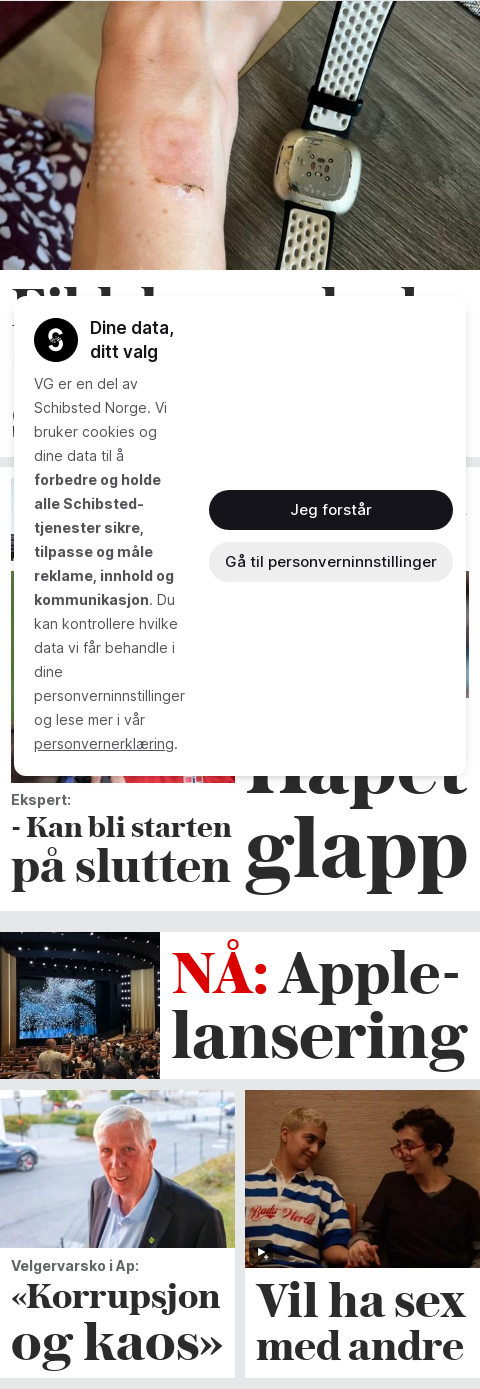 Dine data,
ditt valg
VG er en del av
Schibsted Norge. Vi
bruker cookies og
dine data til å
forbedre og holde
alle Schibsted-
tjenester sikre,
tilpasse og måle
reklame, innhold og
kommunikasjon. Du
kan kontrollere hvilke
data vi får behandle i
dine
personverninnstillinger
og lese mer i vår
personvernerklæring.
Jeg forstår
Gå til personverninnstillinger
Ekspert:
- Kan bli starten
på slutten
glapp
NÅ: Apple-
lansering
Velgervarsko i Ap:
«Korrupsjon
og kaos»
Vil ha sex
med andre